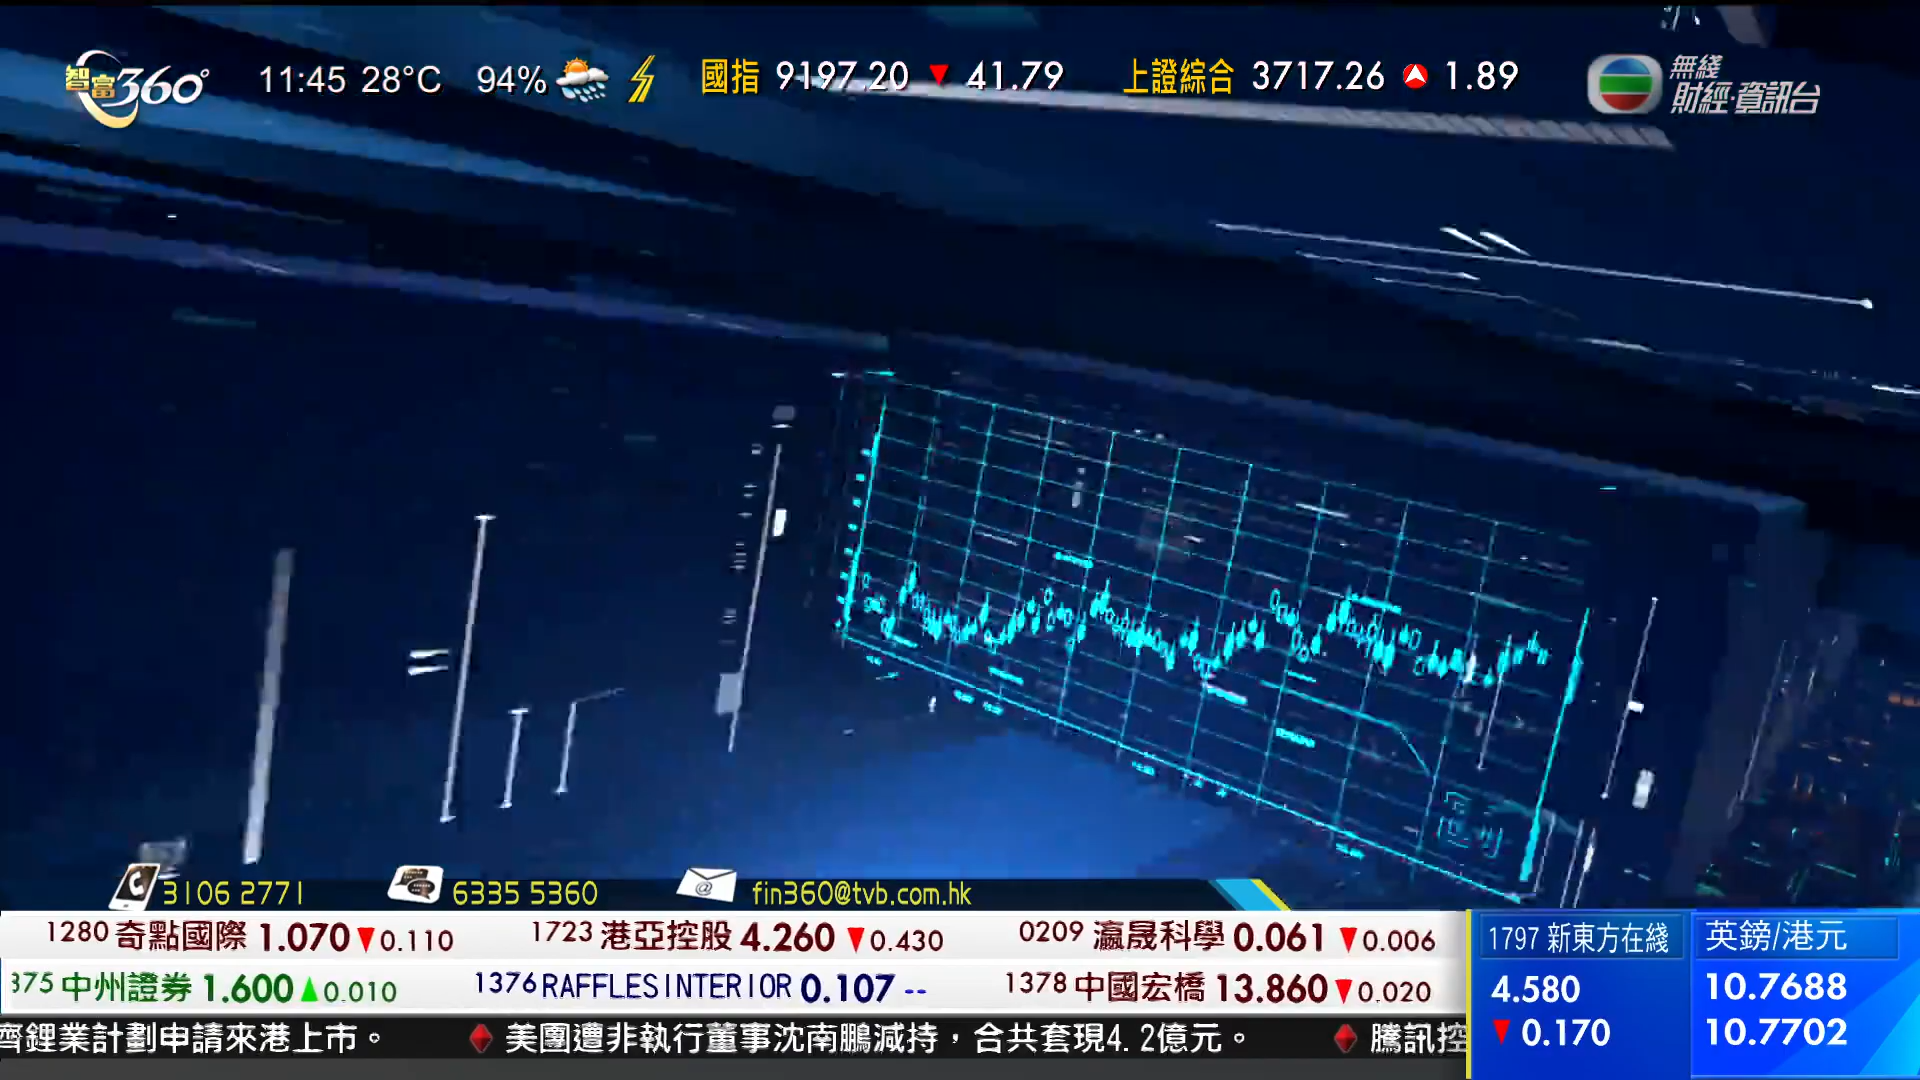 智富360°
11:45 28°C 94%
國指 9197.20 ▼ 41.79 上證綜合 3717.26 ▲ 1.89
無綫
財經·資訊台
3106 2771 6335 5360 fin360@tvb.com.hk
1280 奇點國際 1.070 ▼0.110 1723 港亞控股 4.260 ▼0.430 0209 瀛晟科學 0.061 ▼0.006
375 中州證券 1.600 ▲0.010 1376 RAFFLESINTERIOR 0.107 -- 1378 中國宏橋 13.860 ▼0.020
齊鋰業計劃申請來港上市。 美團遭非執行董事沈南鵬減持，合共套現4.2億元。 騰訊控
1797 新東方在綫
4.580
▼ 0.170
英鎊/港元
10.7688
10.7702